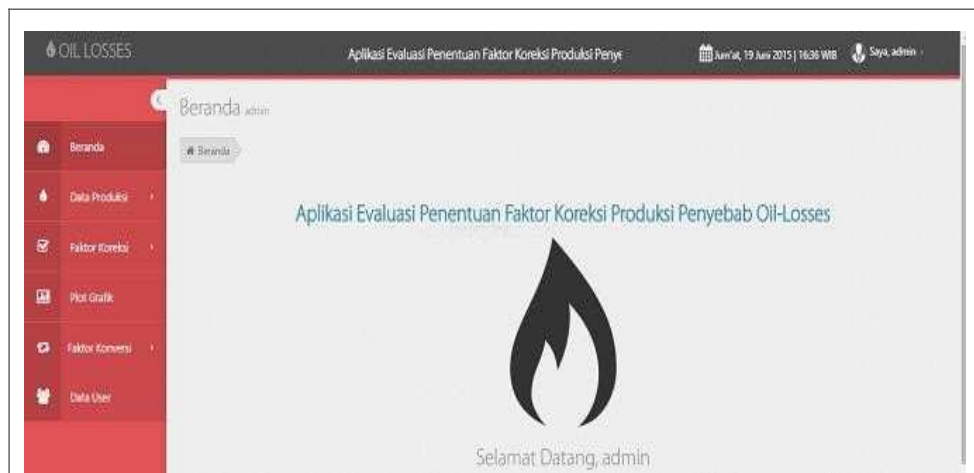 OIL LOSSES
Aplikasi Evaluasi Penentuan Faktor Koreksi Produksi Penye
Jum'at, 19 Juni 2015 | 16:36 WIB
Saya, admin
Beranda admin
Beranda
Beranda
Data Produksi
Faktor Koreksi
Plot Grafik
Faktor Konversi
Data User
Aplikasi Evaluasi Penentuan Faktor Koreksi Produksi Penyebab Oil-Losses
Selamat Datang, admin